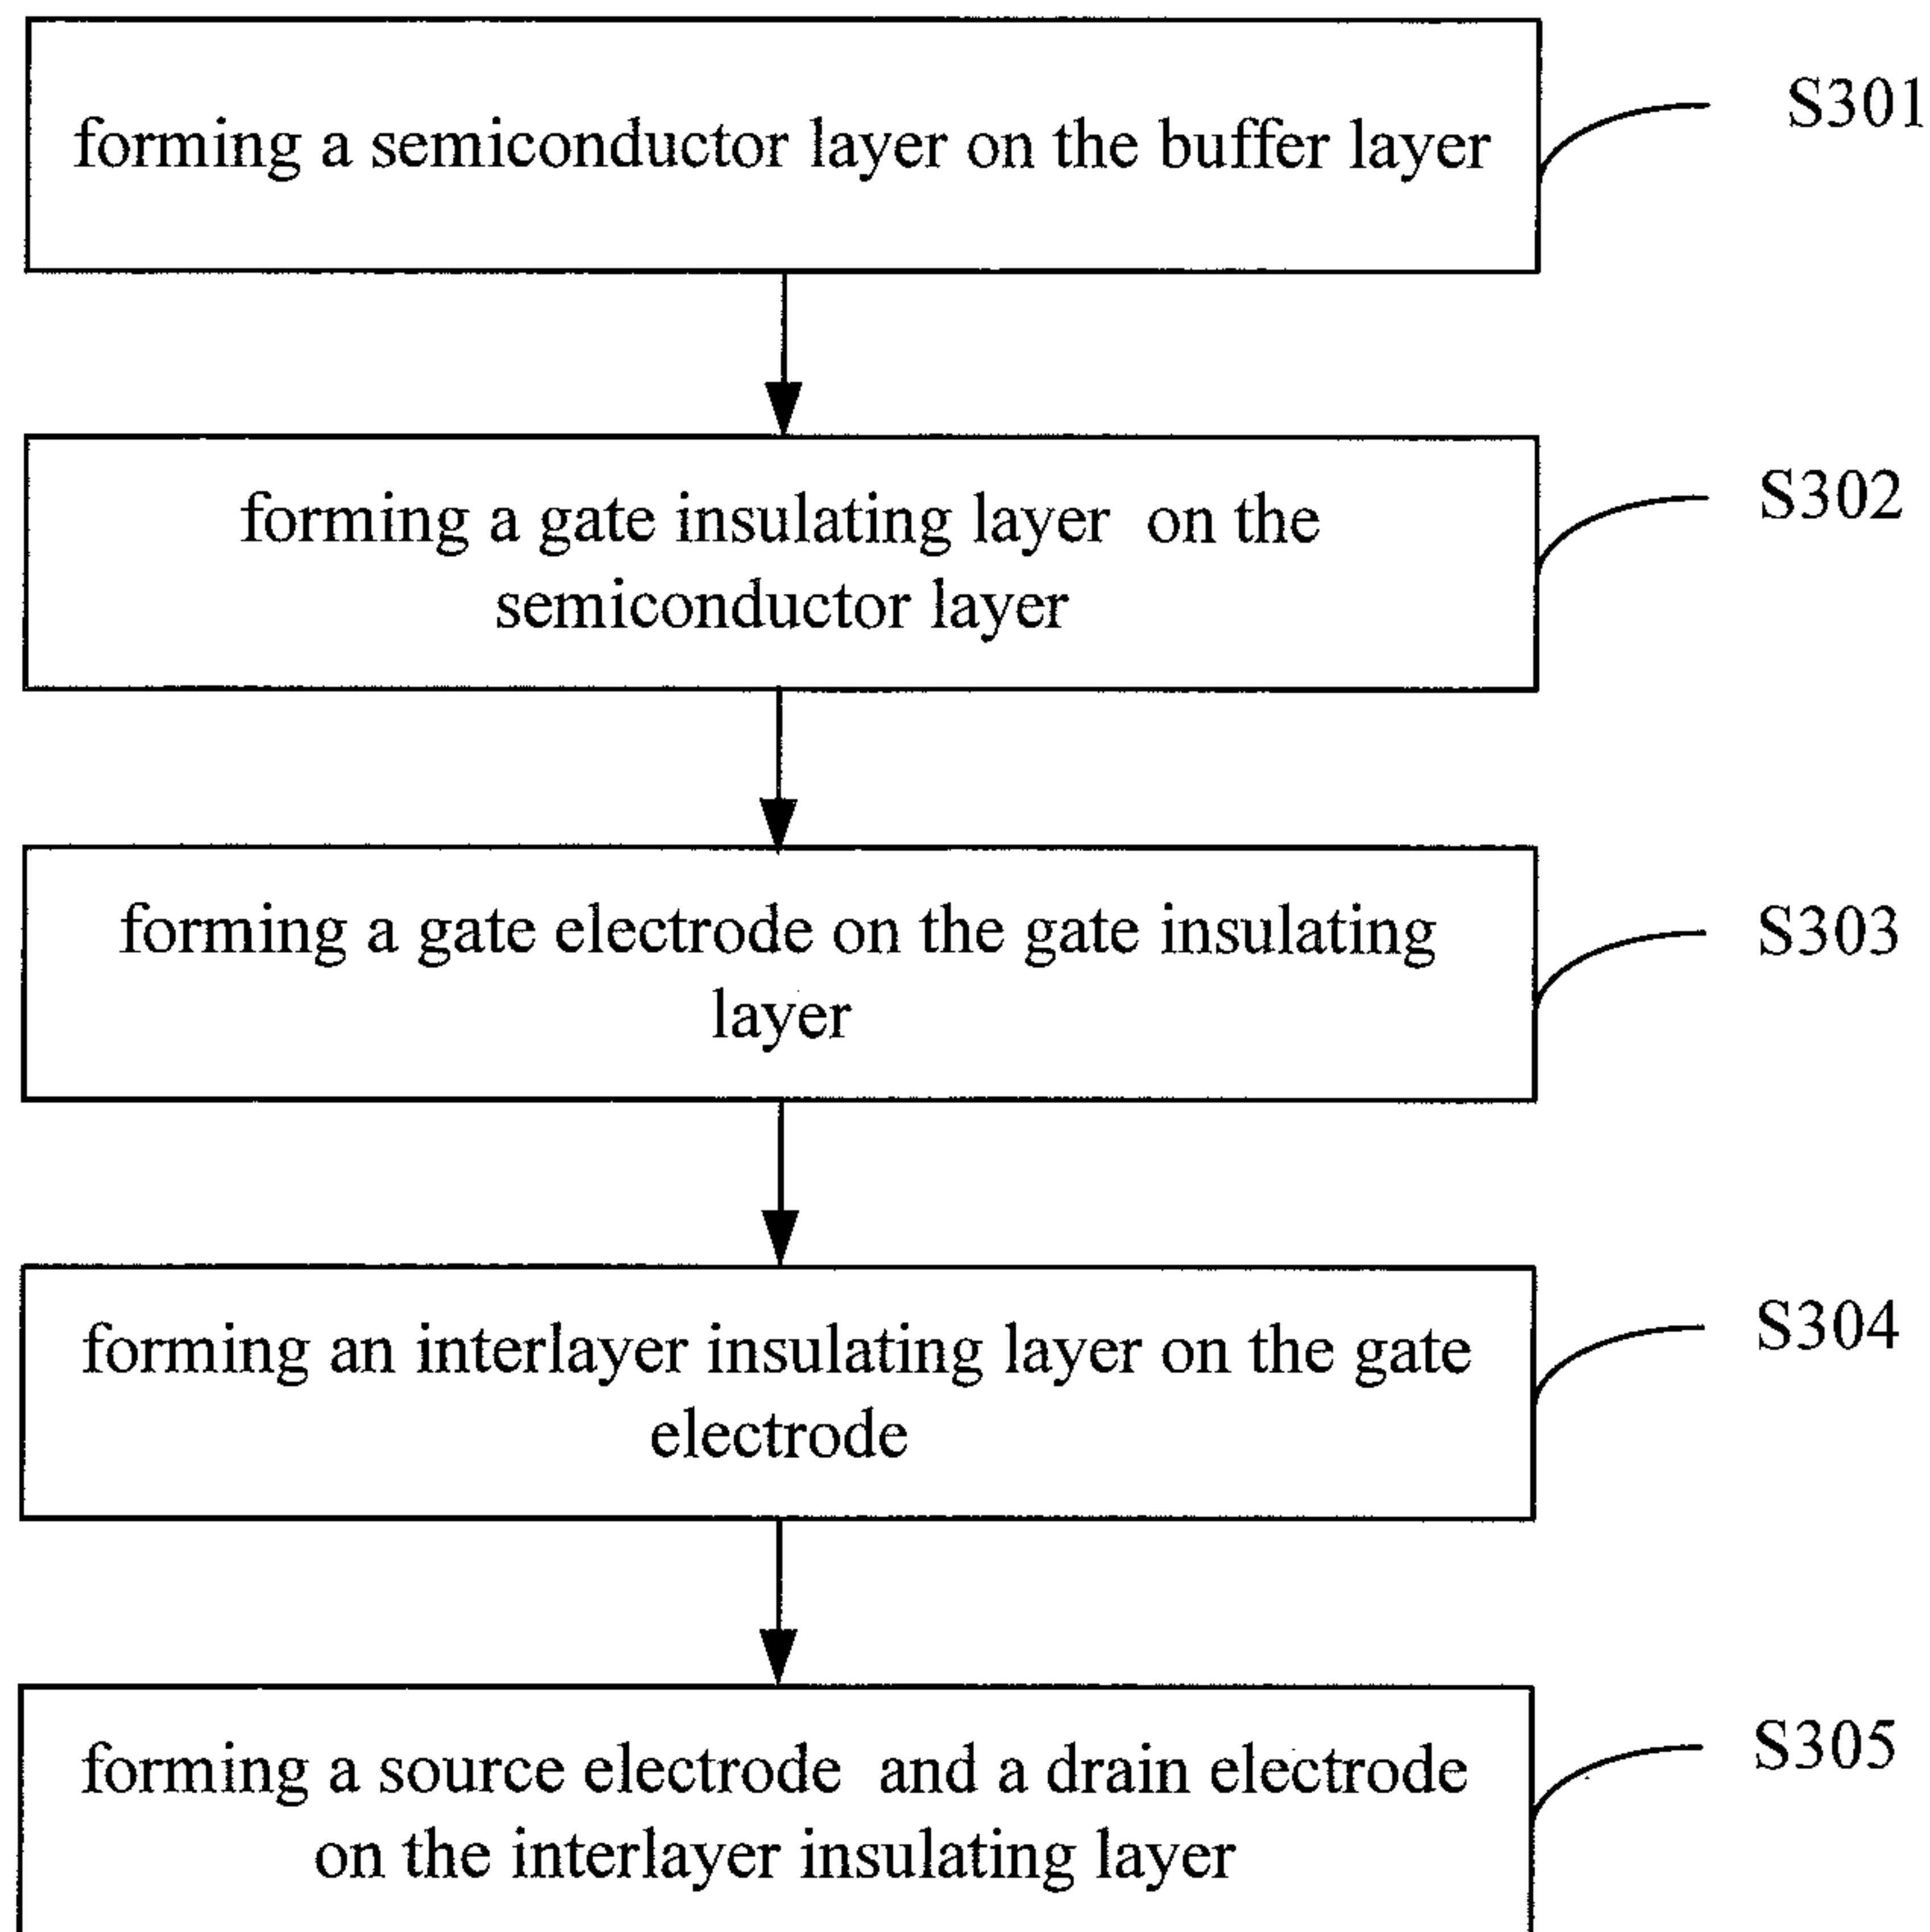 forming a semiconductor layer on the buffer layer
S301
forming a gate insulating layer on the
semiconductor layer
S302
forming a gate electrode on the gate insulating
layer
S303
forming an interlayer insulating layer on the gate
electrode
S304
forming a source electrode and a drain electrode
on the interlayer insulating layer
S305